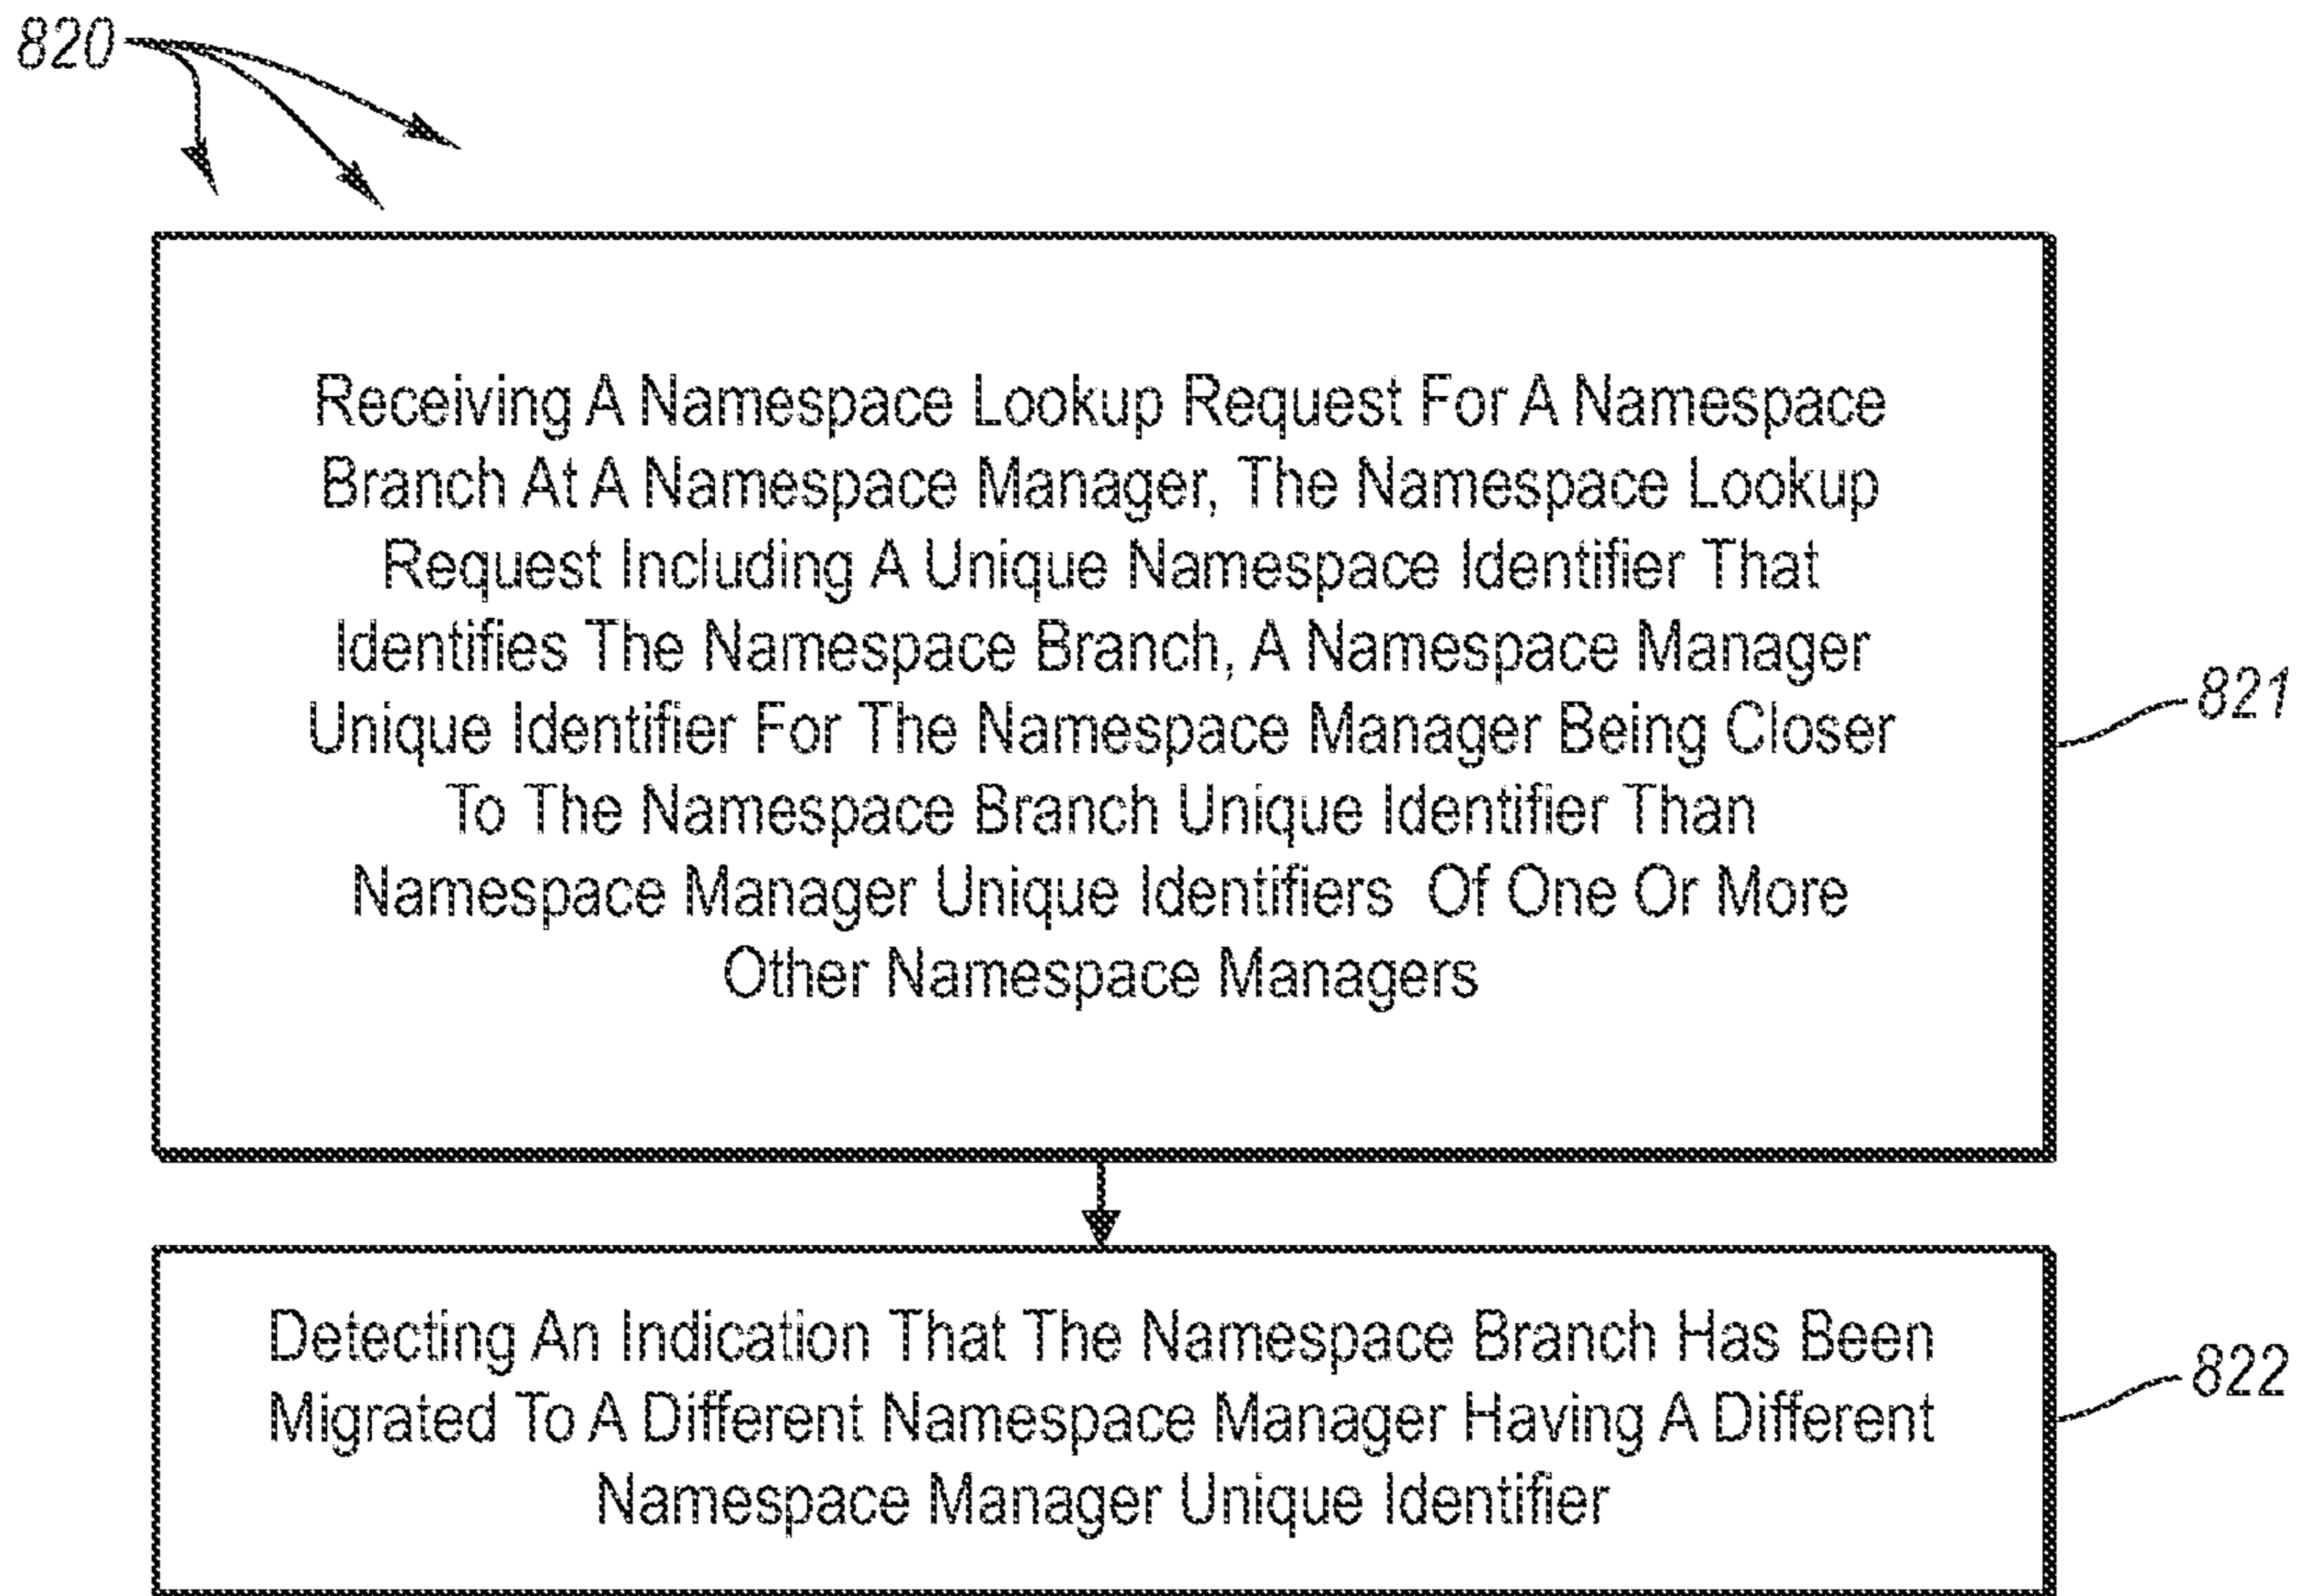 820
Receiving A Namespace Lookup Request For A Namespace
Branch At A Namespace Manager, The Namespace Lookup
Request Including A Unique Namespace Identifier That
Identifies The Namespace Branch, A Namespace Manager
Unique Identifier For The Namespace Manager Being Closer
To The Namespace Branch Unique Identifier Than
Namespace Manager Unique Identifiers Of One Or More
Other Namespace Managers
821
Detecting An Indication That The Namespace Branch Has Been
Migrated To A Different Namespace Manager Having A Different
Namespace Manager Unique Identifier
822